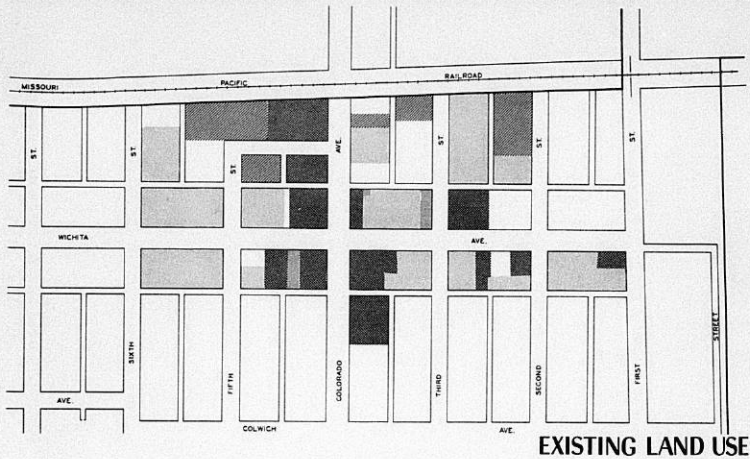 MISSOURI PACIFIC RAILROAD
ST. ST. ST. AVE. ST. ST. ST.
WICHITA AVE.
SIXTH
FIFTH
COLORADO
THIRD
SECOND
FIRST
STREET
AVE.
COLWICH AVE.
EXISTING LAND USE